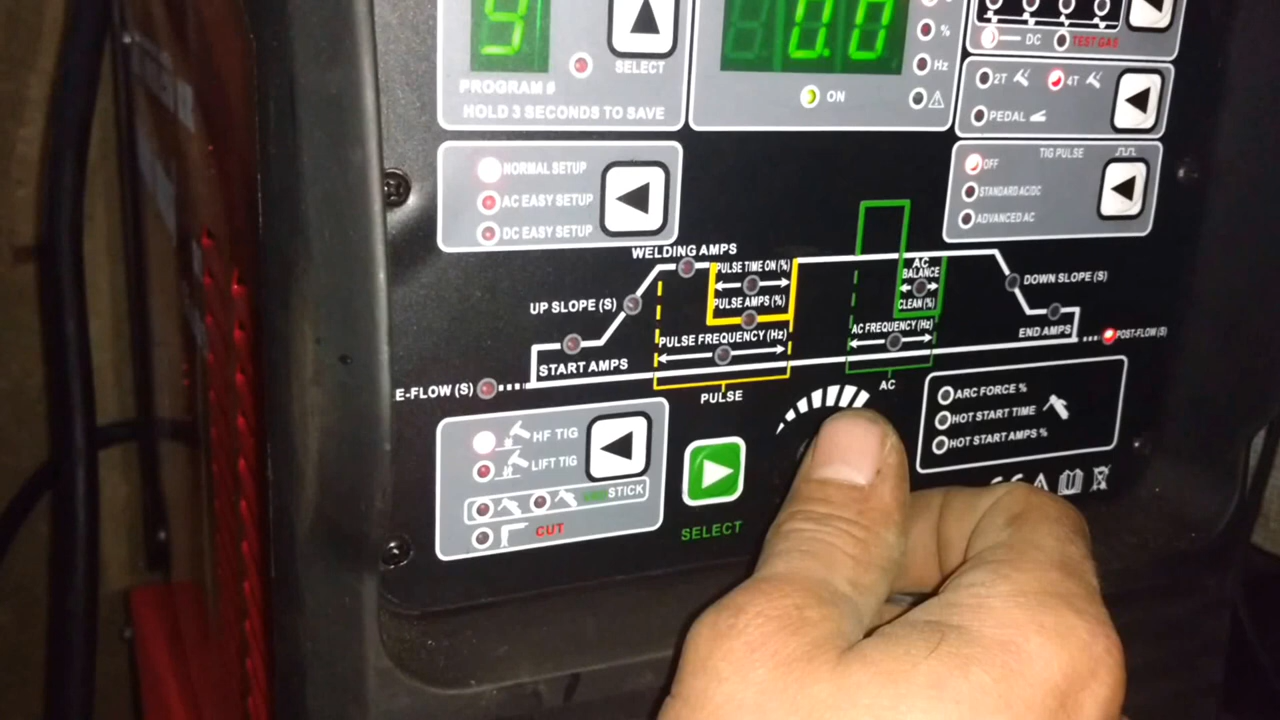 9
SELECT
PROGRAM #
HOLD 3 SECONDS TO SAVE
0.0
%
Hz
ON
DC
TEST GAS
2T
4T
PEDAL
TIG PULSE
OFF
STANDARD AC/DC
ADVANCED AC
NORMAL SETUP
AC EASY SETUP
DC EASY SETUP
WELDING AMPS
PULSE TIME ON (%)
PULSE AMPS (%)
UP SLOPE (S)
PULSE FREQUENCY (Hz)
START AMPS
E-FLOW (S)
PULSE
AC
BALANCE
CLEAN (%)
AC FREQUENCY (Hz)
AC
DOWN SLOPE (S)
END AMPS
POST-FLOW (S)
ARC FORCE %
HOT START TIME
HOT START AMPS %
HF TIG
LIFT TIG
STICK
CUT
SELECT